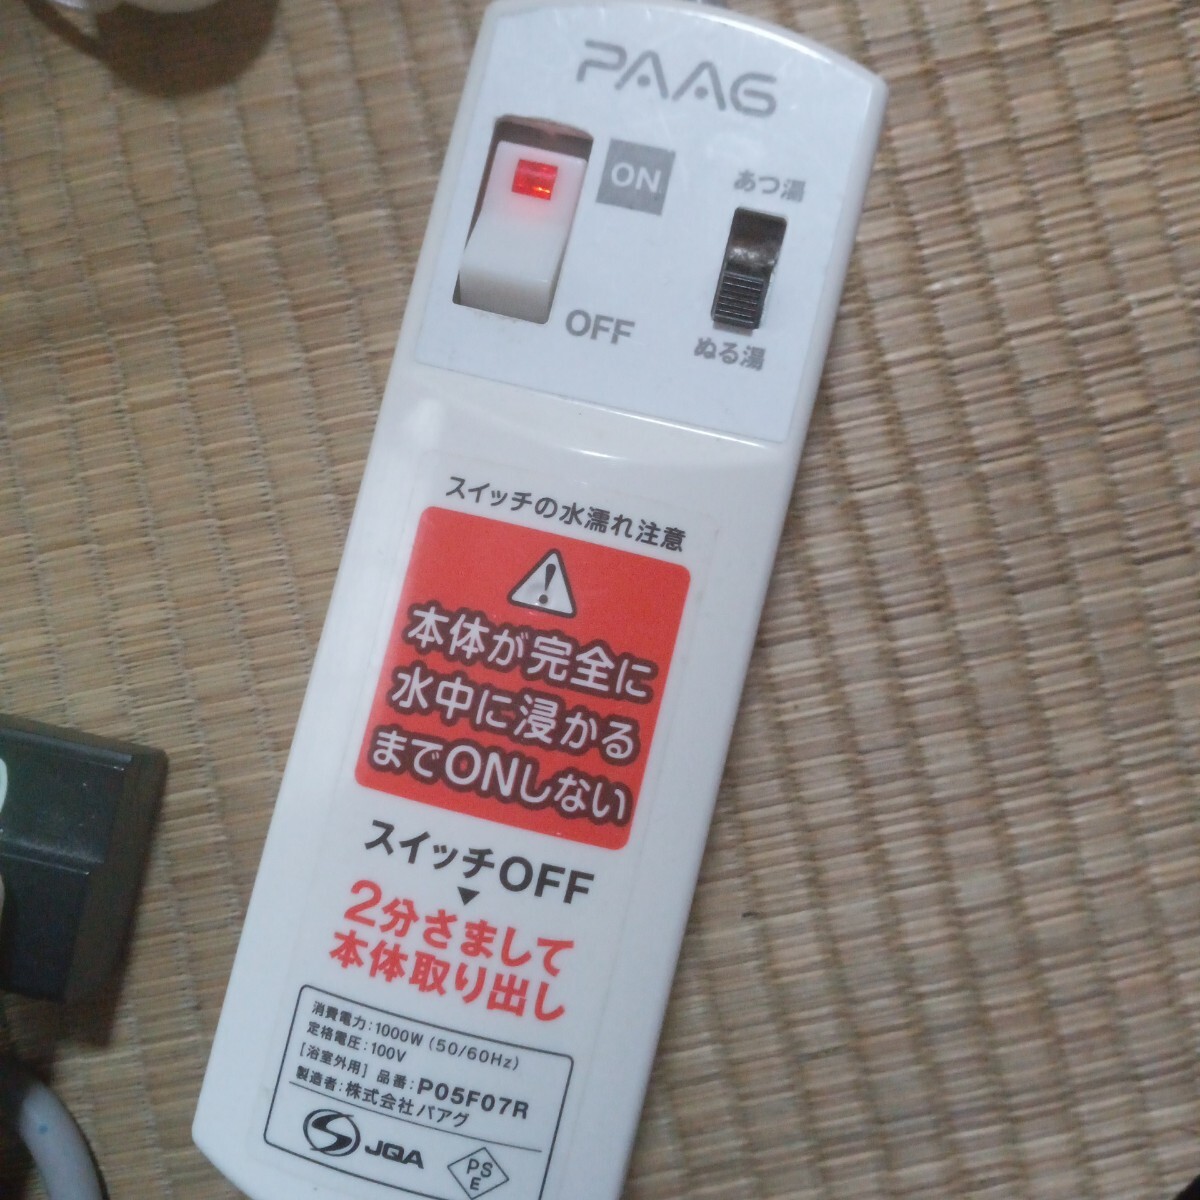 PAAG
ON
あつ湯
OFF
ぬる湯
スイッチの水濡れ注意
本体が完全に
水中に浸かる
までONしない
スイッチOFF
▼
2分さまして
本体取り出し
消費電力:1000W (50/60Hz)
定格電圧:100V
[浴室外用] 品番:P05F07R
製造者:株式会社パアグ
JQA
PS
E